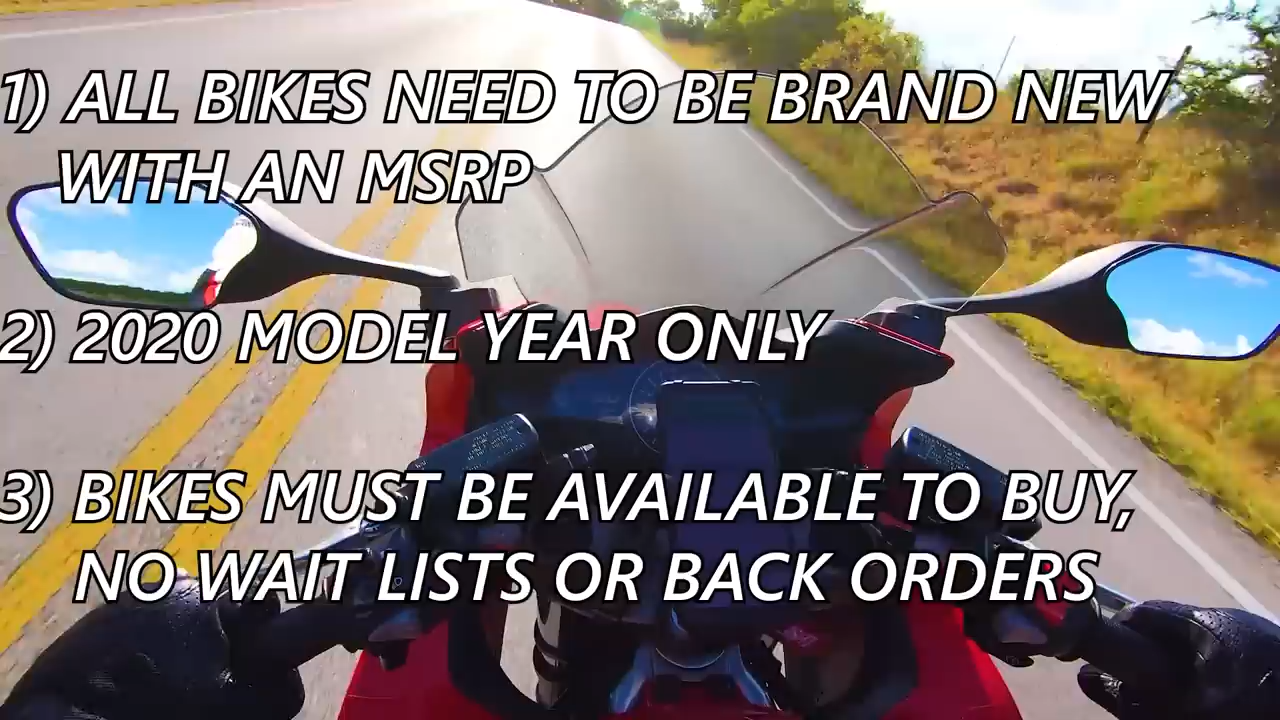 1) ALL BIKES NEED TO BE BRAND NEW
WITH AN MSRP
2) 2020 MODEL YEAR ONLY
3) BIKES MUST BE AVAILABLE TO BUY,
NO WAIT LISTS OR BACK ORDERS